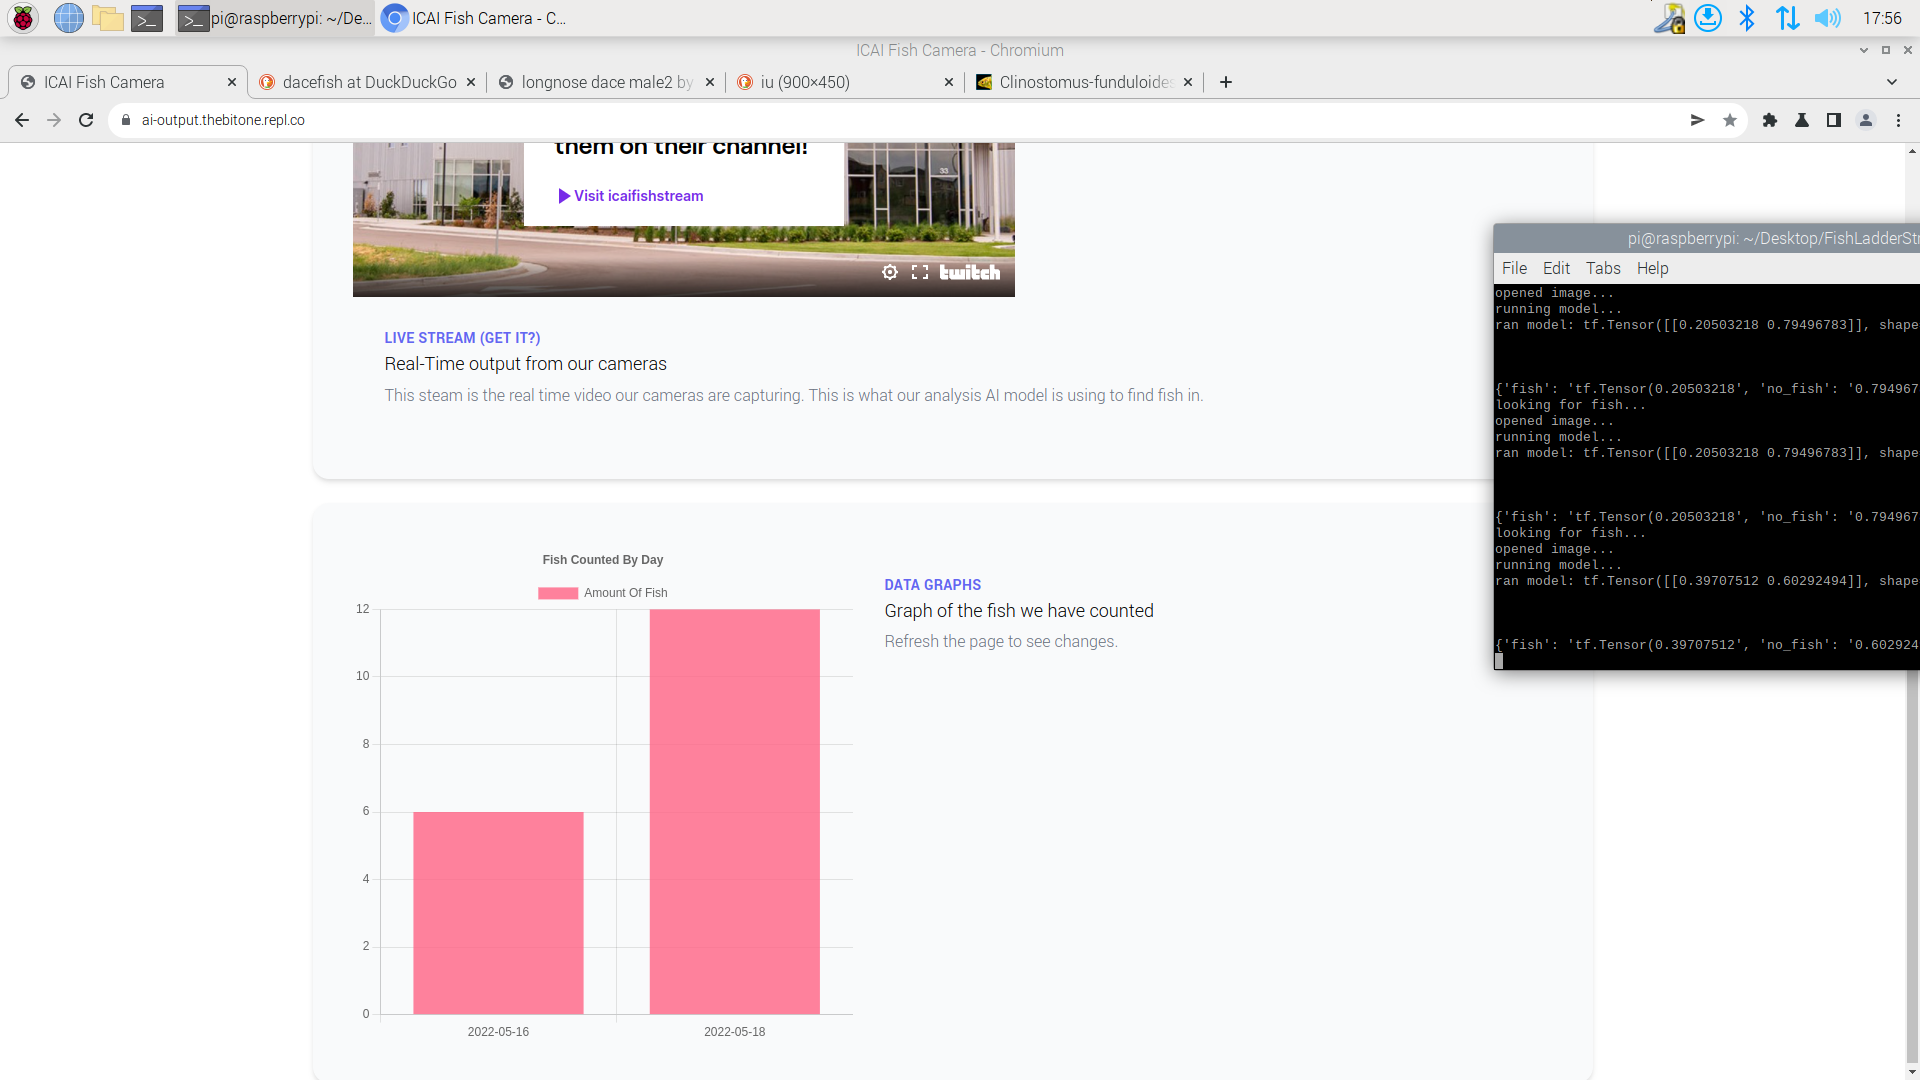 pi@raspberrypi: ~/De...
ICAI Fish Camera - C...
17:56
ICAI Fish Camera - Chromium
ICAI Fish Camera
dacefish at DuckDuckGo
longnose dace male2 by
iu (900×450)
Clinostomus-funduloides
ai-output.thebitone.repl.co
them on their channel!
Visit icaifishstream
33
twitch
LIVE STREAM (GET IT?)
Real-Time output from our cameras
This steam is the real time video our cameras are capturing. This is what our analysis AI model is using to find fish in.
Fish Counted By Day
Amount Of Fish
12
10
8
6
4
2
0
2022-05-16
2022-05-18
DATA GRAPHS
Graph of the fish we have counted
Refresh the page to see changes.
pi@raspberrypi: ~/Desktop/FishLadderStr
File Edit Tabs Help
opened image...
running model...
ran model: tf.Tensor([[0.20503218 0.79496783]], shape
{'fish': 'tf.Tensor(0.20503218', 'no_fish': '0.794967
looking for fish...
opened image...
running model...
ran model: tf.Tensor([[0.20503218 0.79496783]], shape
{'fish': 'tf.Tensor(0.20503218', 'no_fish': '0.794967
looking for fish...
opened image...
running model...
ran model: tf.Tensor([[0.39707512 0.60292494]], shape
{'fish': 'tf.Tensor(0.39707512', 'no_fish': '0.602924